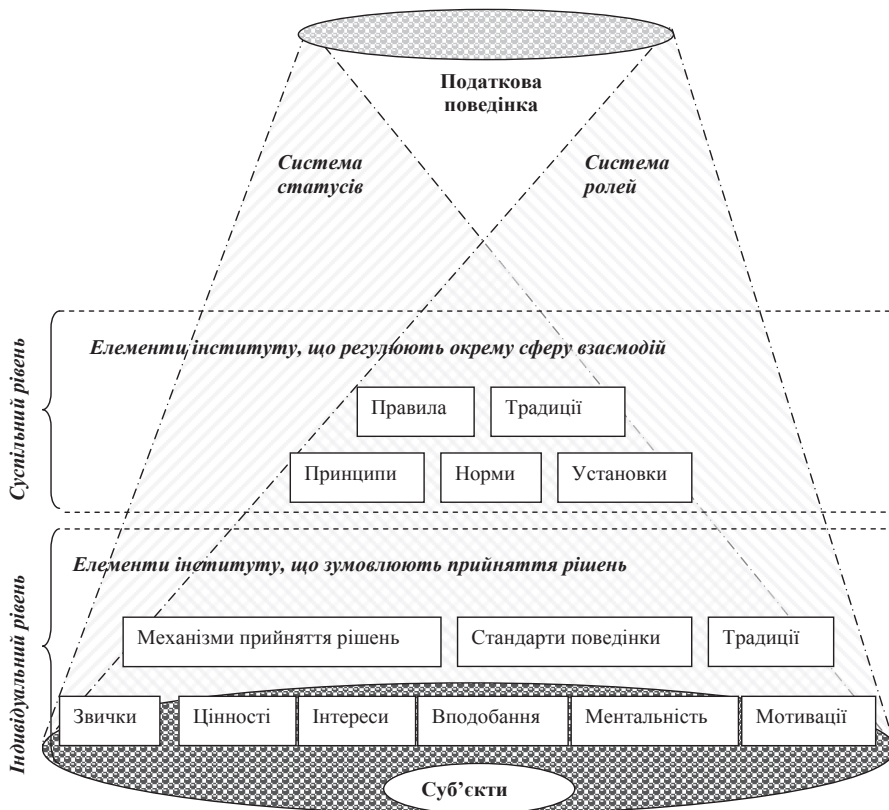 Податкова
поведінка
Система
статусів
Система
ролей
Суспільний рівень
Елементи інституту, що регулюють окрему сферу взаємодій
Правила
Традиції
Принципи
Норми
Установки
Індивідуальний рівень
Елементи інституту, що зумовлюють прийняття рішень
Механізми прийняття рішень
Стандарти поведінки
Традиції
Звички
Цінності
Інтереси
Вподобання
Ментальність
Мотивації
Суб’єкти